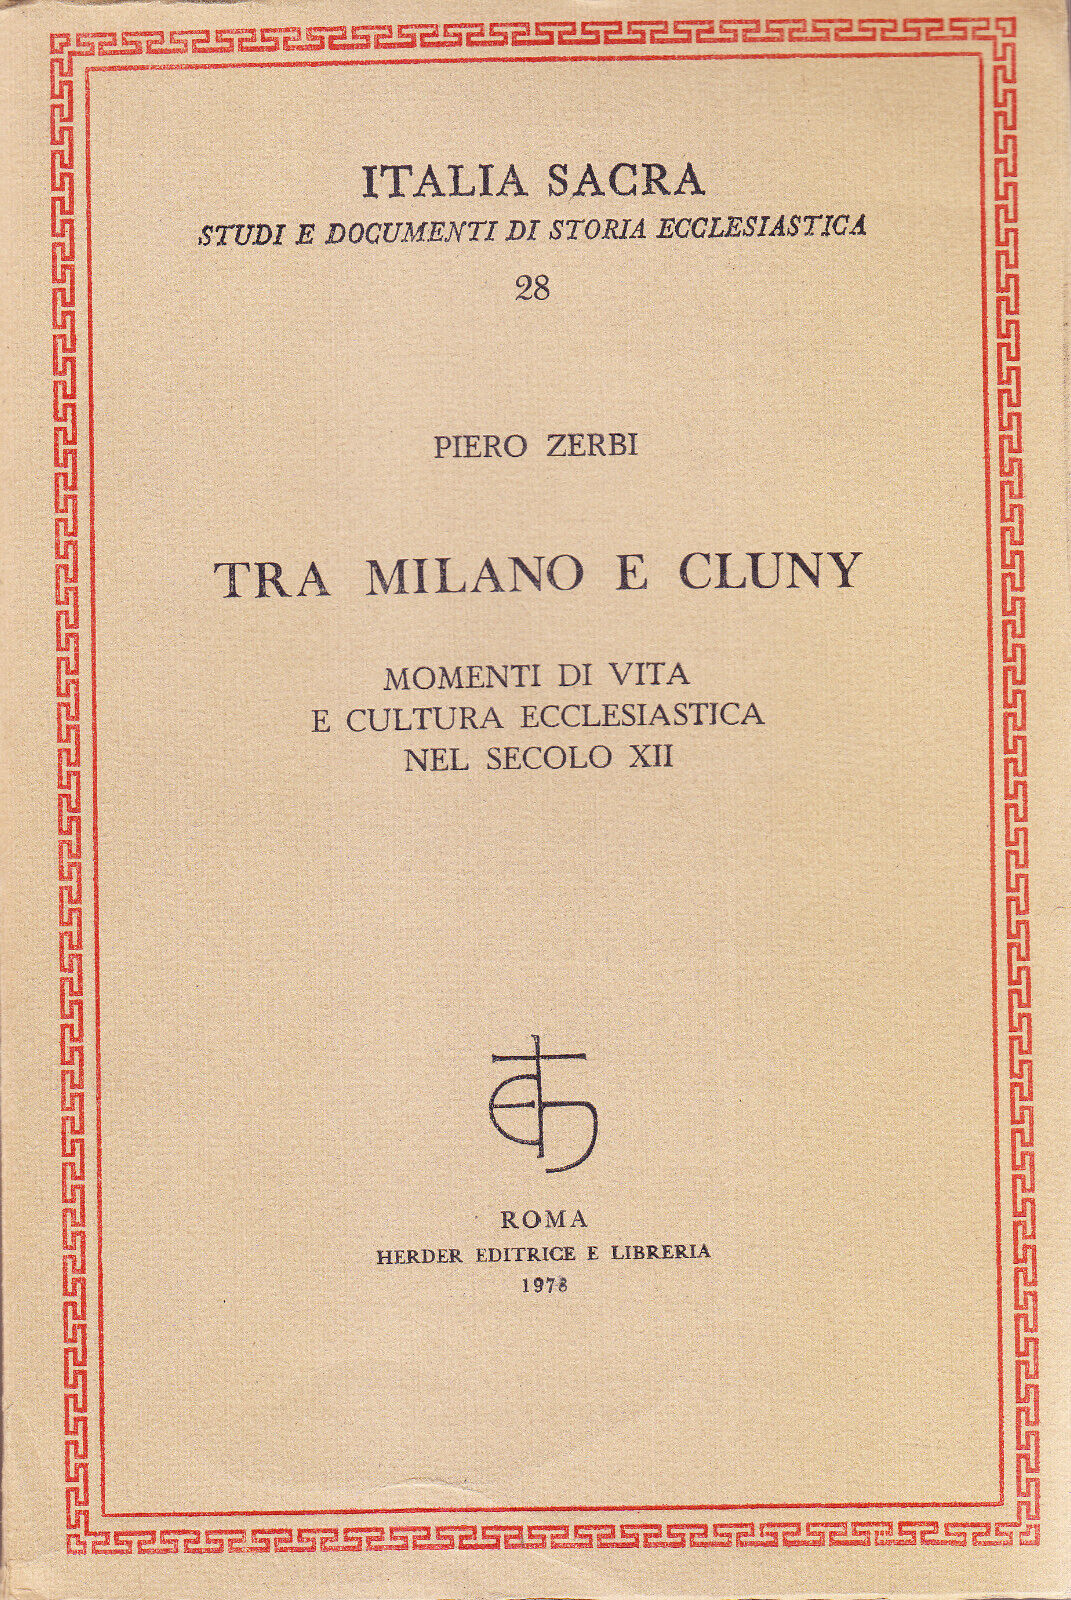 ITALIA SACRA
STUDI E DOCUMENTI DI STORIA ECCLESIASTICA
28
PIERO ZERBI
TRA MILANO E CLUNY
MOMENTI DI VITA
E CULTURA ECCLESIASTICA
NEL SECOLO XII
ROMA
HERDER EDITRICE E LIBRERIA
1978